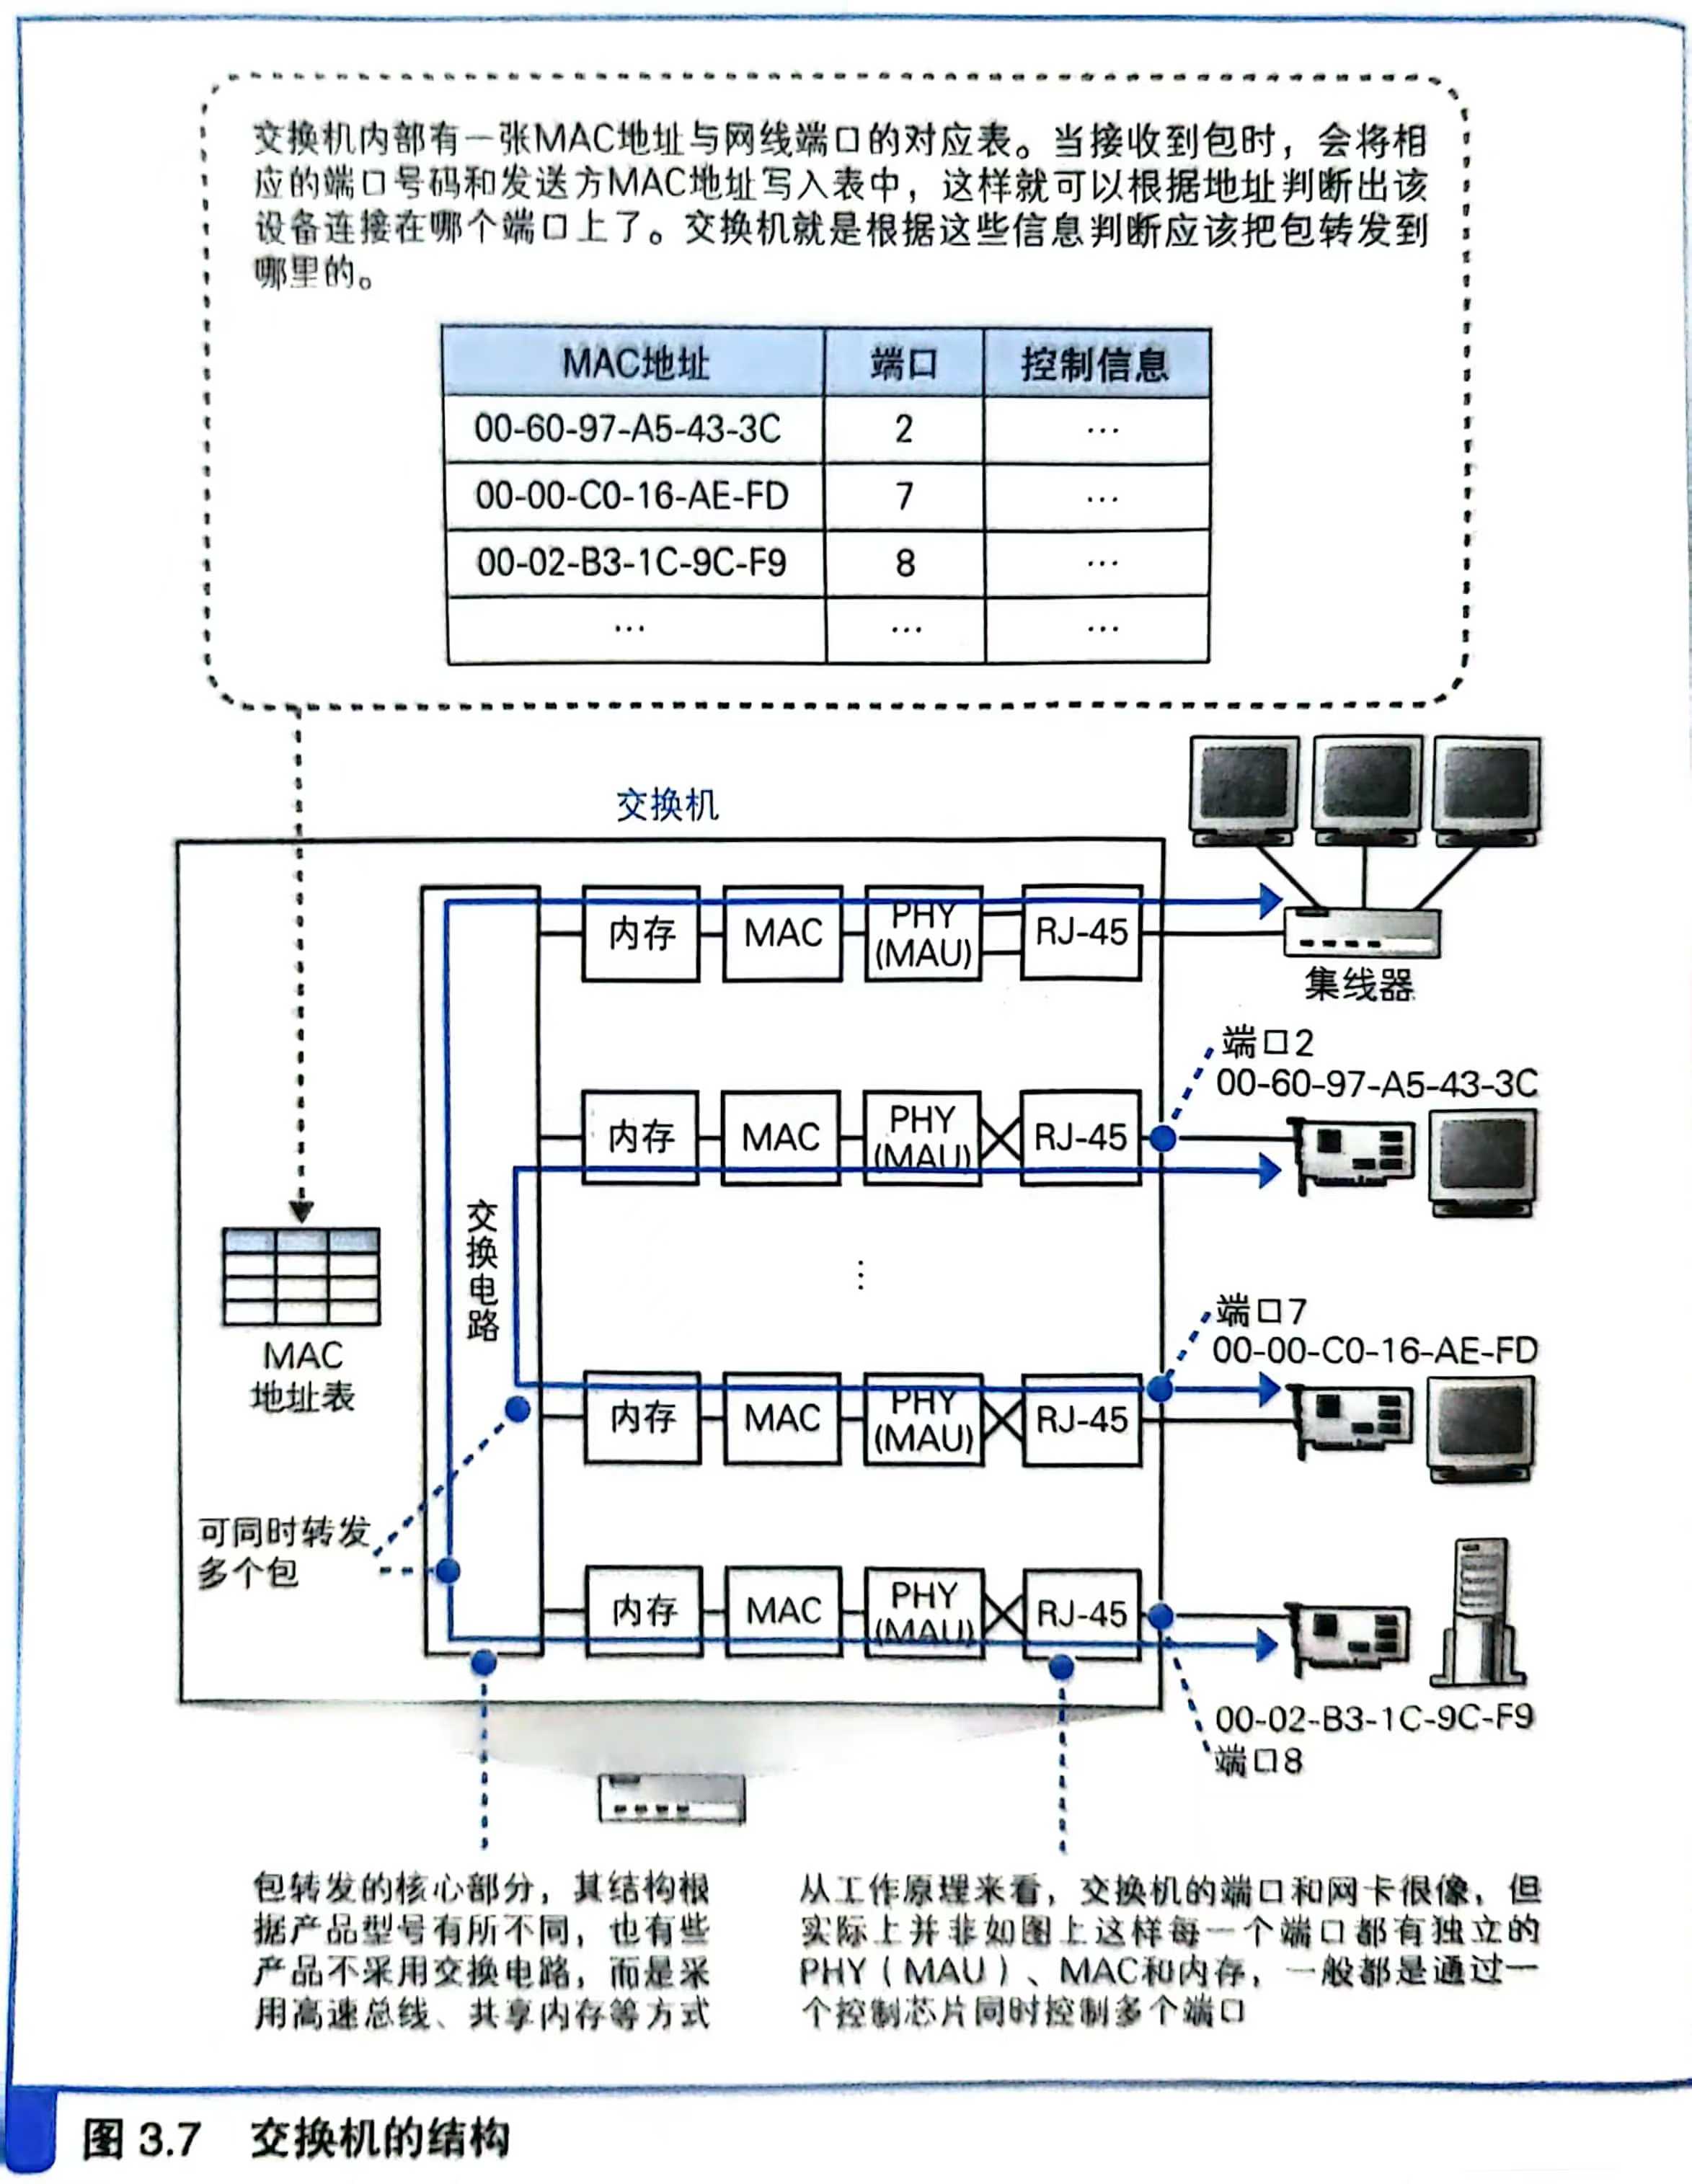 交换机内部有一张MAC地址与网线端口的对应表。当接收到包时，会将相
应的端口号码和发送方MAC地址写入表中，这样就可以根据地址判断出该
设备连接在哪个端口上了。交换机就是根据这些信息判断应该把包转发到
哪里的。
MAC地址 端口 控制信息
00-60-97-A5-43-3C 2 …
00-00-C0-16-AE-FD 7 …
00-02-B3-1C-9C-F9 8 …
… … …
交换机
内存 MAC PHY RJ-45
(MAU)
集线器
端口2
00-60-97-A5-43-3C
内存 MAC PHY RJ-45
(MAU)
交换电路
⋮
MAC
地址表
端口7
00-00-C0-16-AE-FD
内存 MAC PHY RJ-45
(MAU)
可同时转发
多个包
内存 MAC PHY RJ-45
(MAU)
00-02-B3-1C-9C-F9
端口8
包转发的核心部分，其结构根
据产品型号有所不同，也有些
产品不采用交换电路，而是采
用高速总线、共享内存等方式
从工作原理来看，交换机的端口和网卡很像，但
实际上并非如图上这样每一个端口都有独立的
PHY（MAU）、MAC和内存，一般都是通过一
个控制芯片同时控制多个端口
图 3.7 交换机的结构